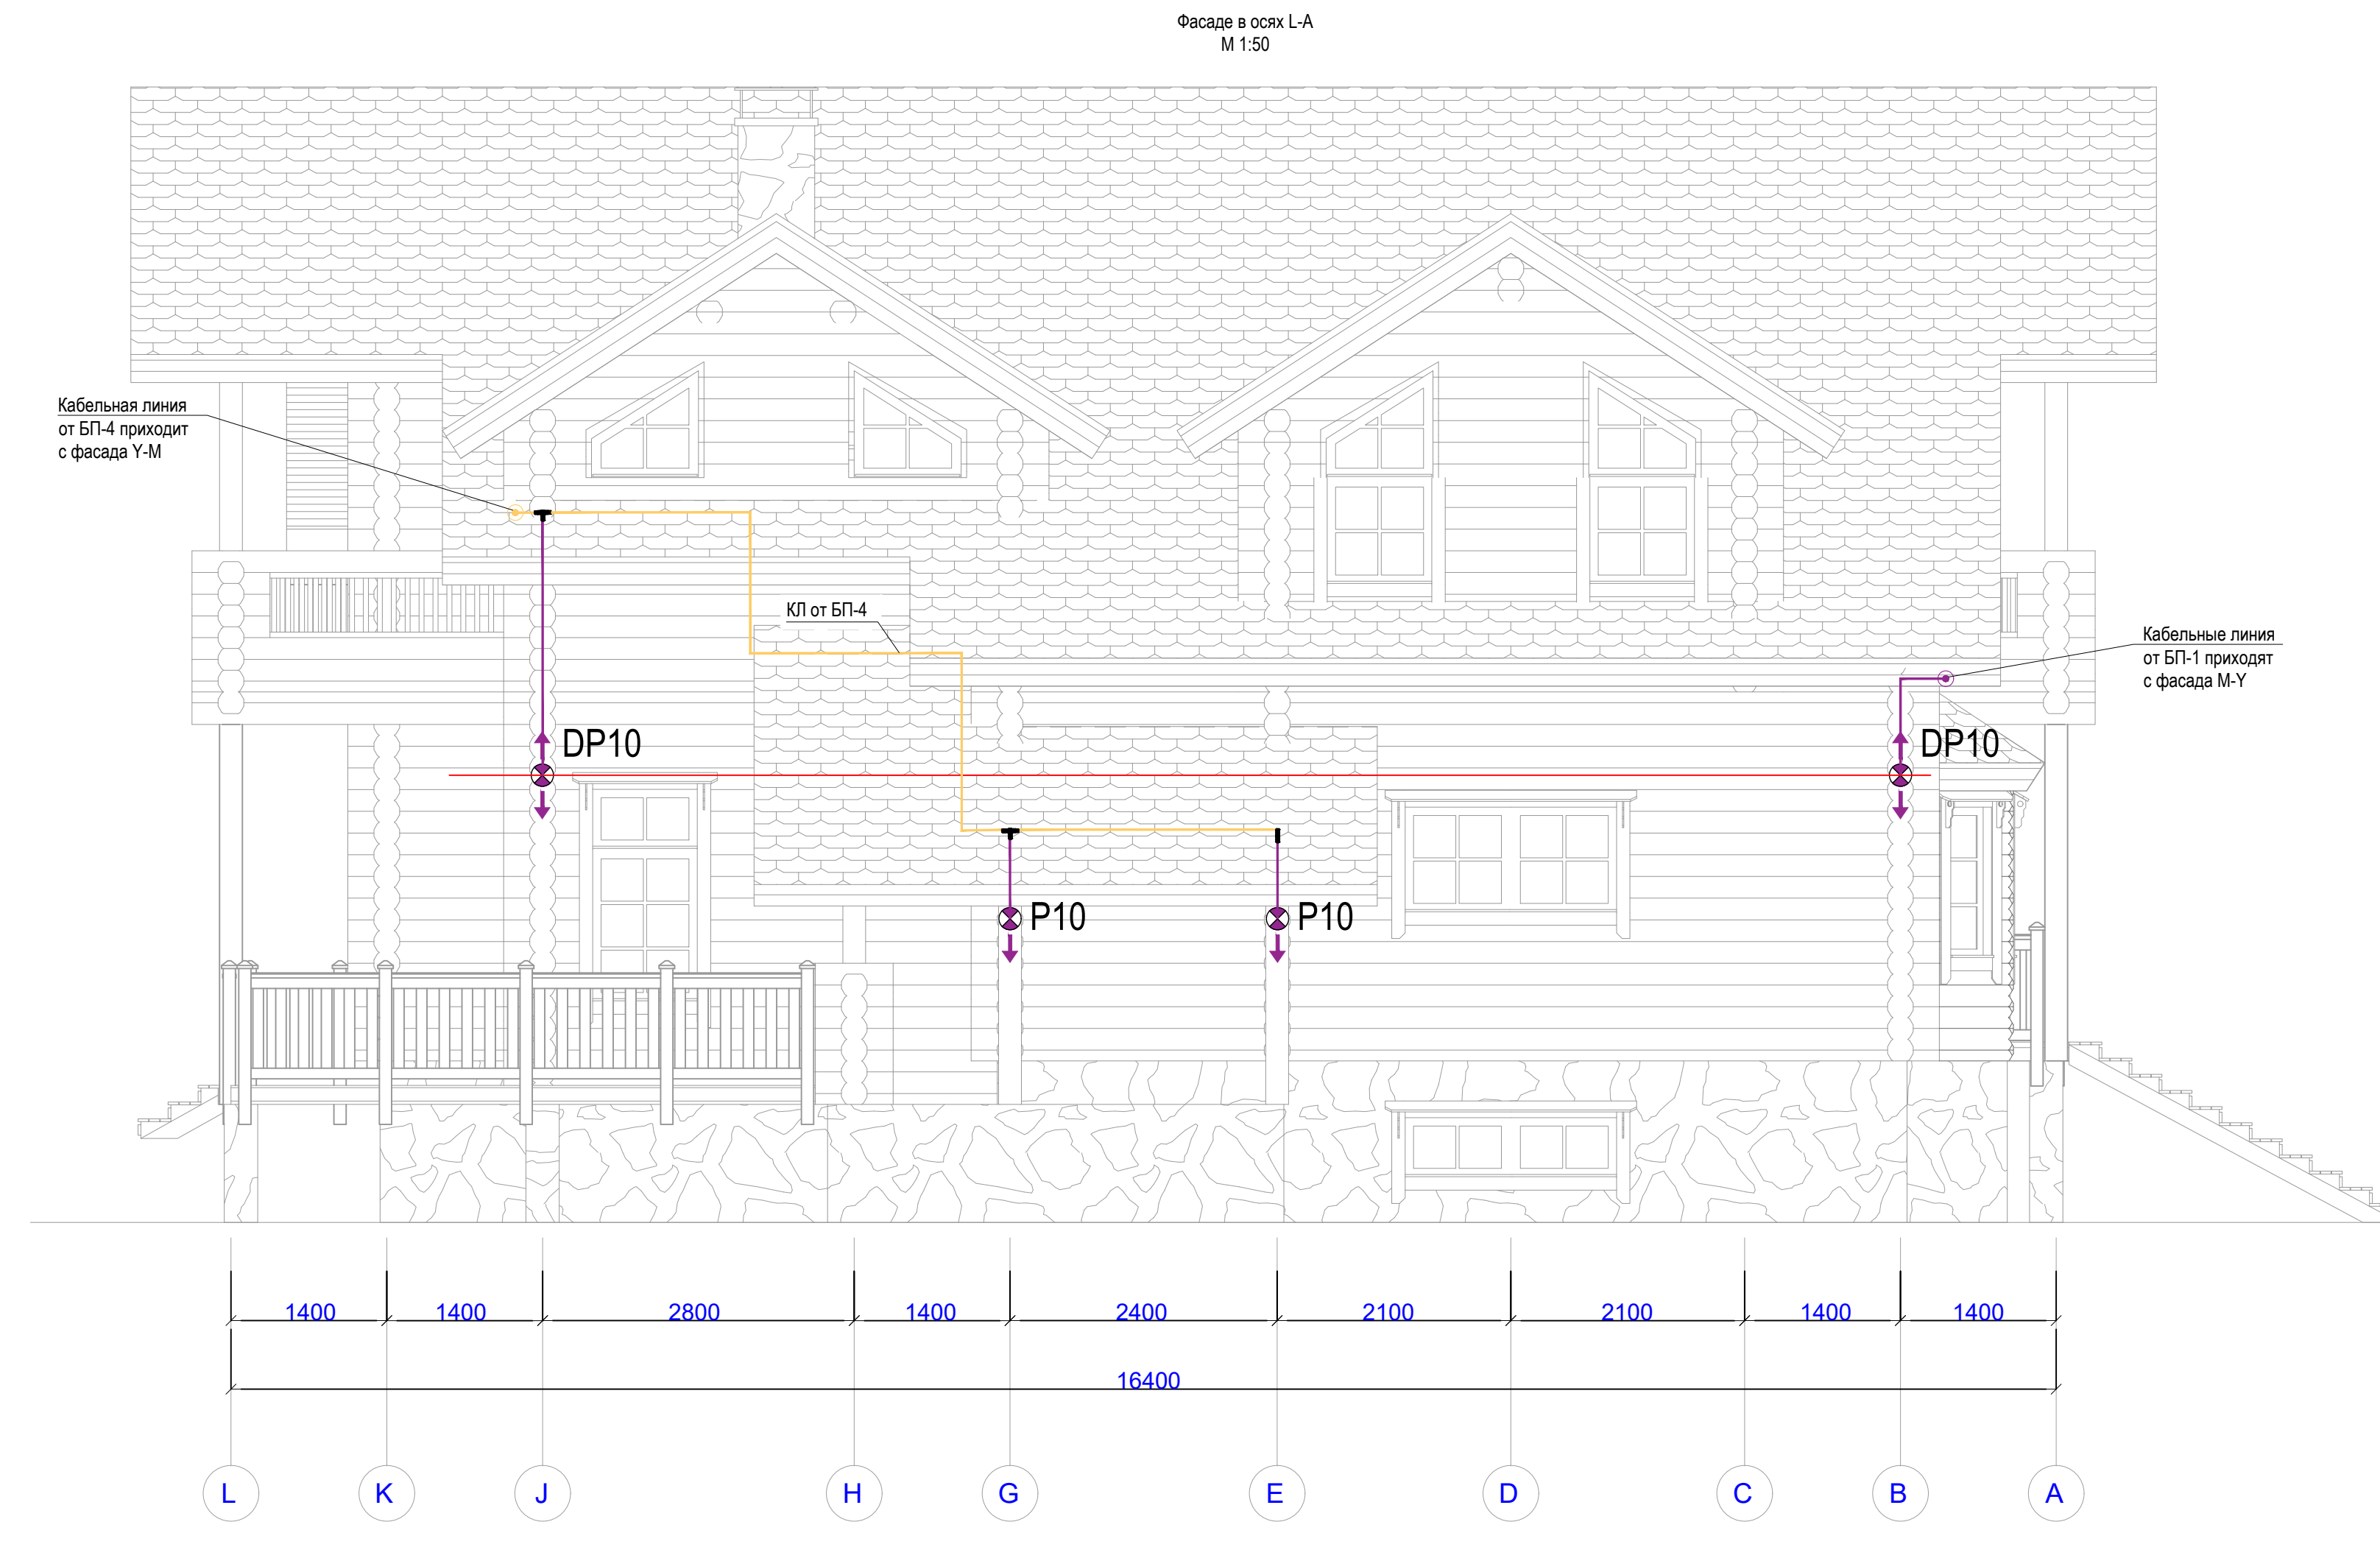 Фасаде в осях L-A
М 1:50
Кабельная линия
от БП-4 приходит
с фасада Y-M
КЛ от БП-4
Кабельные линия
от БП-1 приходят
с фасада M-Y
DP10
DP10
P10
P10
1400
1400
2800
1400
2400
2100
2100
1400
1400
16400
L
K
J
H
G
E
D
C
B
A